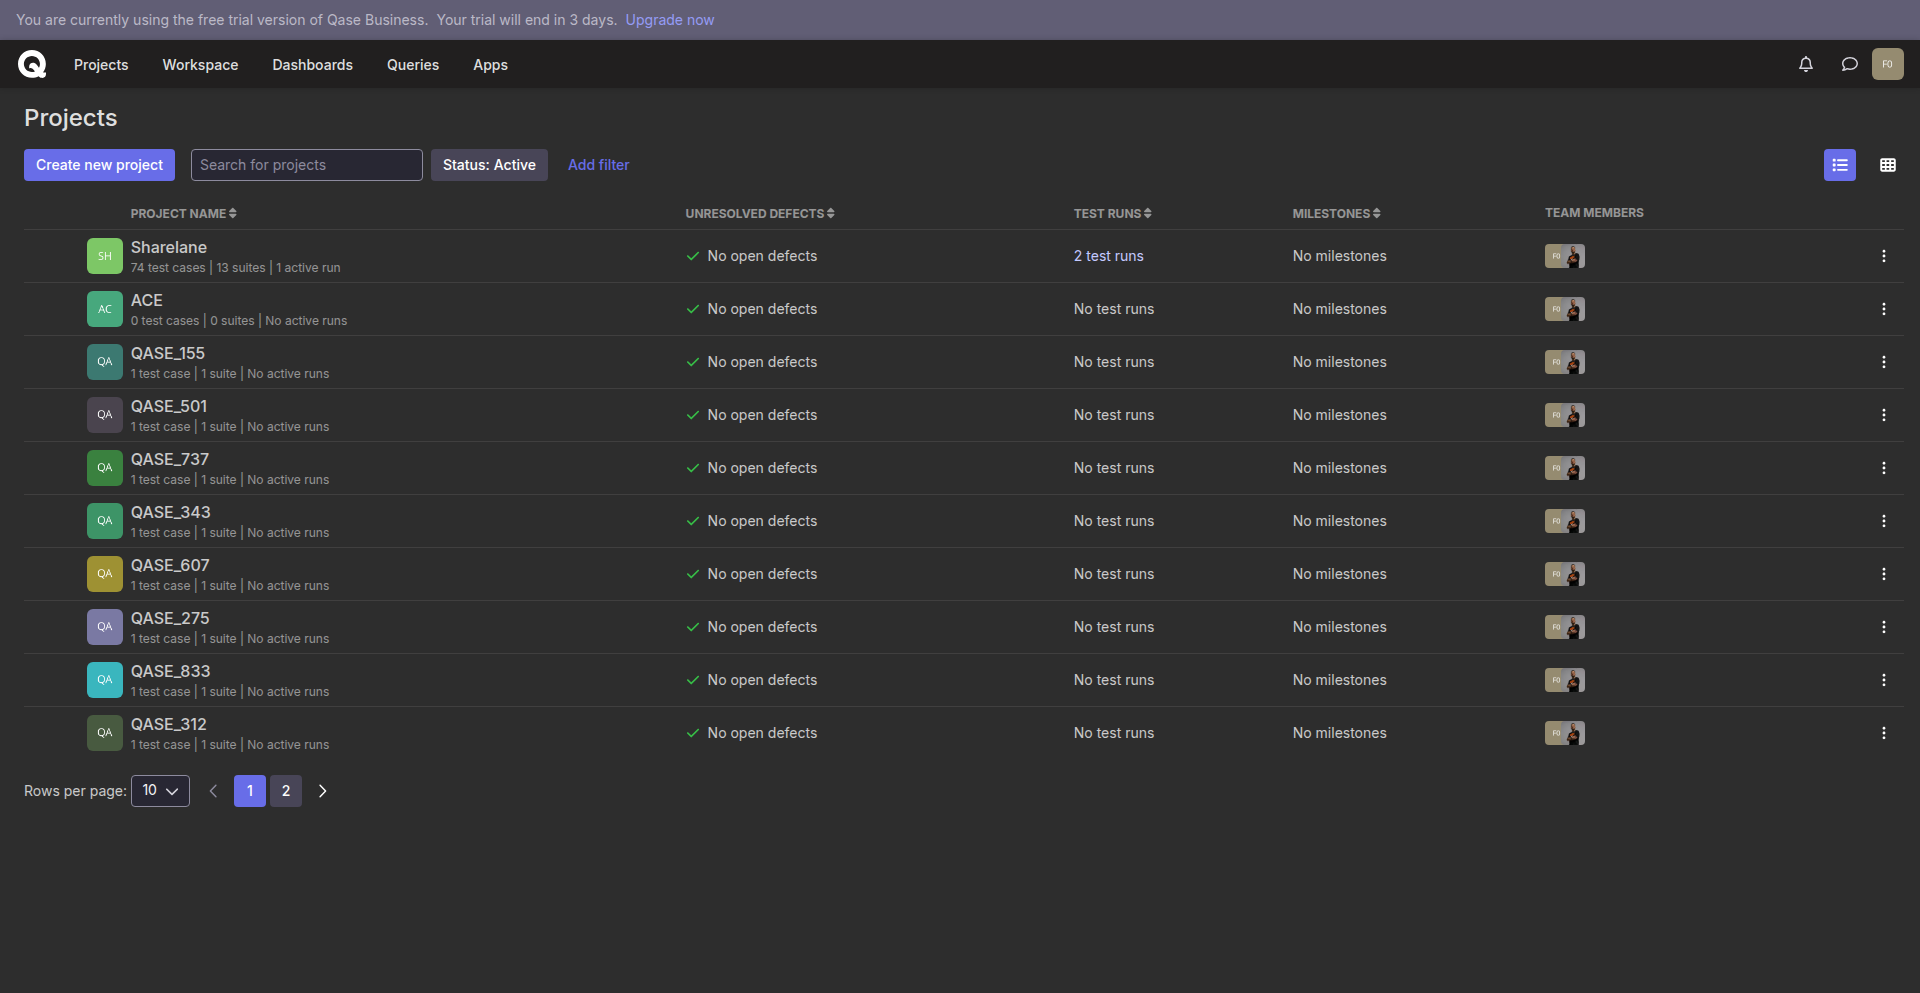 You are currently using the free trial version of Qase Business. Your trial will end in 3 days. Upgrade now
Projects Workspace Dashboards Queries Apps F0
Projects
Create new project Search for projects Status: Active Add filter
PROJECT NAME UNRESOLVED DEFECTS TEST RUNS MILESTONES TEAM MEMBERS
SH Sharelane No open defects 2 test runs No milestones F0
74 test cases | 13 suites | 1 active run
AC ACE No open defects No test runs No milestones F0
0 test cases | 0 suites | No active runs
QA QASE_155 No open defects No test runs No milestones F0
1 test case | 1 suite | No active runs
QA QASE_501 No open defects No test runs No milestones F0
1 test case | 1 suite | No active runs
QA QASE_737 No open defects No test runs No milestones F0
1 test case | 1 suite | No active runs
QA QASE_343 No open defects No test runs No milestones F0
1 test case | 1 suite | No active runs
QA QASE_607 No open defects No test runs No milestones F0
1 test case | 1 suite | No active runs
QA QASE_275 No open defects No test runs No milestones F0
1 test case | 1 suite | No active runs
QA QASE_833 No open defects No test runs No milestones F0
1 test case | 1 suite | No active runs
QA QASE_312 No open defects No test runs No milestones F0
1 test case | 1 suite | No active runs
Rows per page: 10 1 2